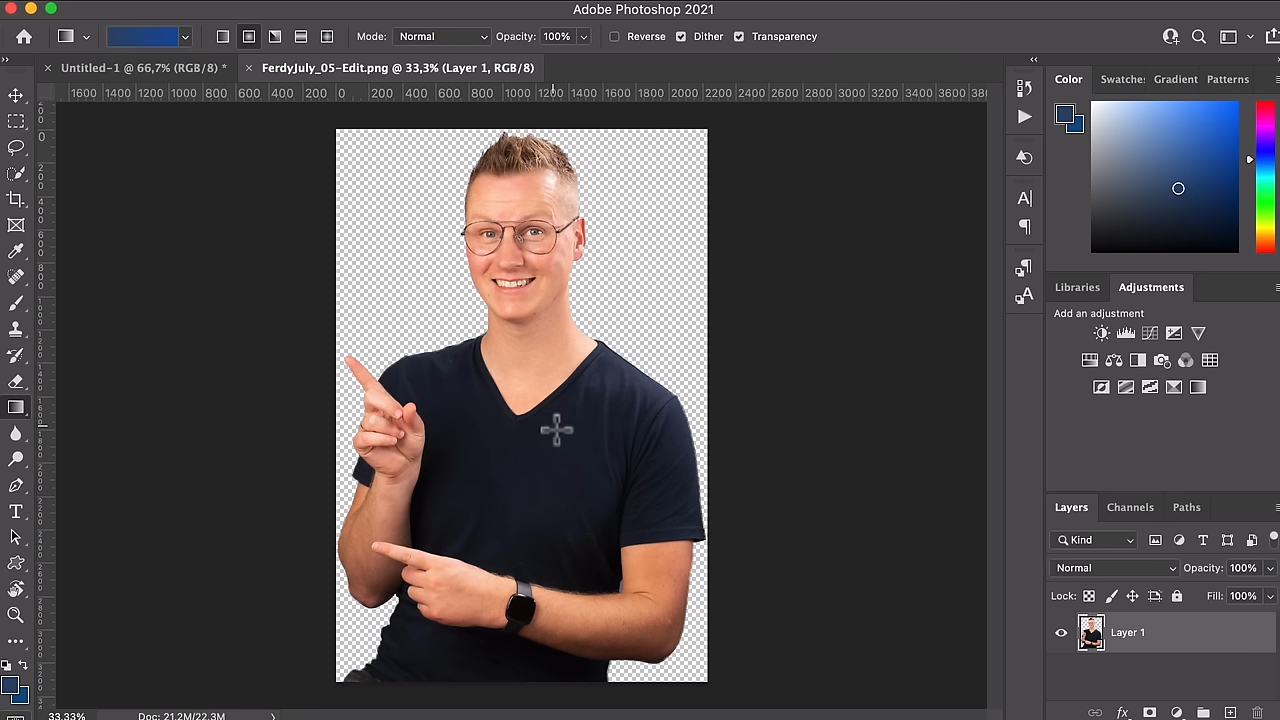 Adobe Photoshop 2021
Mode: Normal Opacity: 100% Reverse Dither Transparency
Untitled-1 @ 66,7% (RGB/8) * FerdyJuly_05-Edit.png @ 33,3% (Layer 1, RGB/8)
1600 1400 1200 1000 800 600 400 200 0 200 400 600 800 1000 1200 1400 1600 1800 2000 2200 2400 2600 2800 3000 3200 3400 3600
Color Swatche: Gradient Patterns
Libraries Adjustments
Add an adjustment
Layers Channels Paths
Kind
Normal Opacity: 100%
Lock: Fill: 100%
Layer 1
33,33% Doc: 21,2M/22,3M